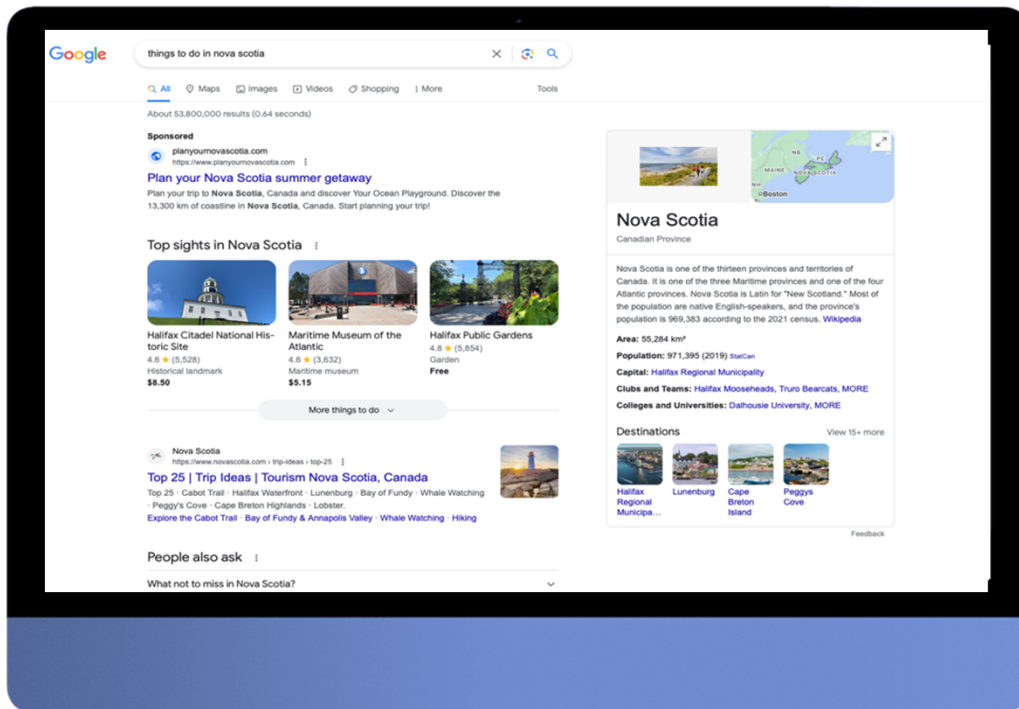 Google
things to do in nova scotia
All Maps Images Videos Shopping More Tools
About 53,800,000 results (0.64 seconds)
Sponsored
planyournovascotia.com
https://www.planyournovascotia.com
Plan your Nova Scotia summer getaway
Plan your trip to Nova Scotia, Canada and discover Your Ocean Playground. Discover the
13,300 km of coastline in Nova Scotia, Canada. Start planning your trip!
Top sights in Nova Scotia
Halifax Citadel National His-
toric Site
4.6 ★ (5,528)
Historical landmark
$8.50
Maritime Museum of the
Atlantic
4.6 ★ (3,632)
Maritime museum
$5.15
Halifax Public Gardens
4.8 ★ (5,854)
Garden
Free
More things to do
Nova Scotia
https://www.novascotia.com › trip-ideas › top-25
Top 25 | Trip Ideas | Tourism Nova Scotia, Canada
Top 25 · Cabot Trail · Halifax Waterfront · Lunenburg · Bay of Fundy · Whale Watching
· Peggy's Cove · Cape Breton Highlands · Lobster.
Explore the Cabot Trail · Bay of Fundy & Annapolis Valley · Whale Watching · Hiking
People also ask
What not to miss in Nova Scotia?
NB
PE
MAINE
NOVA SCOTIA
NH
Boston
Nova Scotia
Canadian Province
Nova Scotia is one of the thirteen provinces and territories of
Canada. It is one of the three Maritime provinces and one of the four
Atlantic provinces. Nova Scotia is Latin for "New Scotland." Most of
the population are native English-speakers, and the province's
population is 969,383 according to the 2021 census. Wikipedia
Area: 55,284 km²
Population: 971,395 (2019) StatCan
Capital: Halifax Regional Municipality
Clubs and Teams: Halifax Mooseheads, Truro Bearcats, MORE
Colleges and Universities: Dalhousie University, MORE
Destinations View 15+ more
Halifax
Regional
Municipa...
Lunenburg
Cape
Breton
Island
Peggys
Cove
Feedback